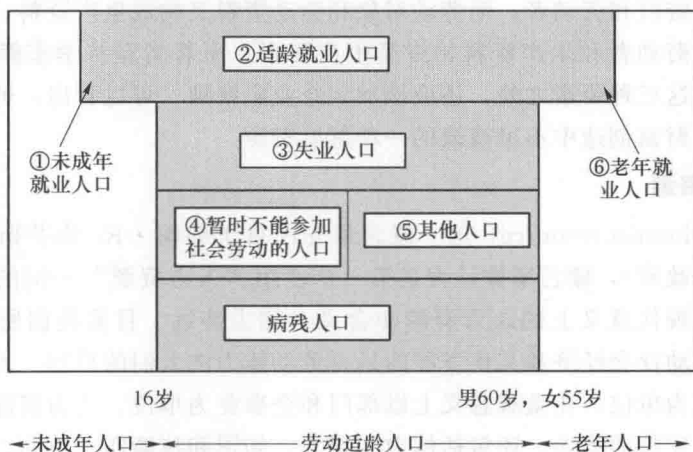 ②适龄就业人口
①未成年
就业人口
③失业人口
⑥老年就
业人口
④暂时不能参加
社会劳动的人口
⑤其他人口
病残人口
16岁
男60岁，女55岁
未成年人口
劳动适龄人口
老年人口